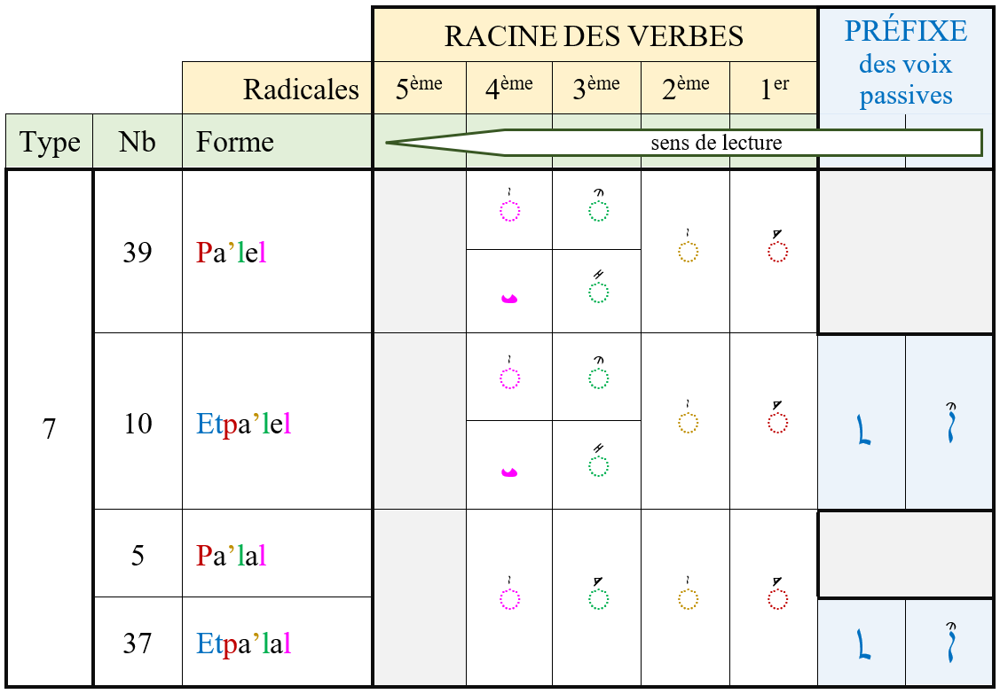 RACINE DES VERBES
PRÉFIXE
des voix
passives
Radicales 5ème 4ème 3ème 2ème 1er
Type Nb Forme sens de lecture
7
39 Pa’lel
10 Etpa’lel
5 Pa’lal
37 Etpa’lal